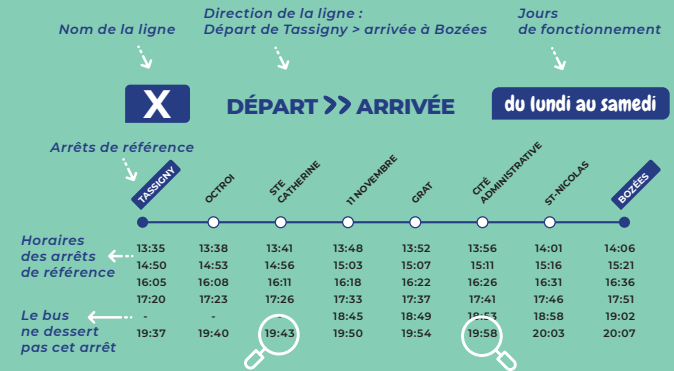 Nom de la ligne
Direction de la ligne :
Départ de Tassigny > arrivée à Bozées
Jours
de fonctionnement
X
DÉPART >> ARRIVÉE
du lundi au samedi
Arrêts de référence
TASSIGNY
OCTROI
STE
CATHERINE
11 NOVEMBRE
GRAT
CITÉ
ADMINISTRATIVE
ST-NICOLAS
BOZÉES
Horaires
des arrêts
de référence
13:35 13:38 13:41 13:48 13:52 13:56 14:01 14:06
14:50 14:53 14:56 15:03 15:07 15:11 15:16 15:21
16:05 16:08 16:11 16:18 16:22 16:26 16:31 16:36
17:20 17:23 17:26 17:33 17:37 17:41 17:46 17:51
Le bus
ne dessert
pas cet arrêt
- - - 18:45 18:49 18:53 18:58 19:02
19:37 19:40 19:43 19:50 19:54 19:58 20:03 20:07